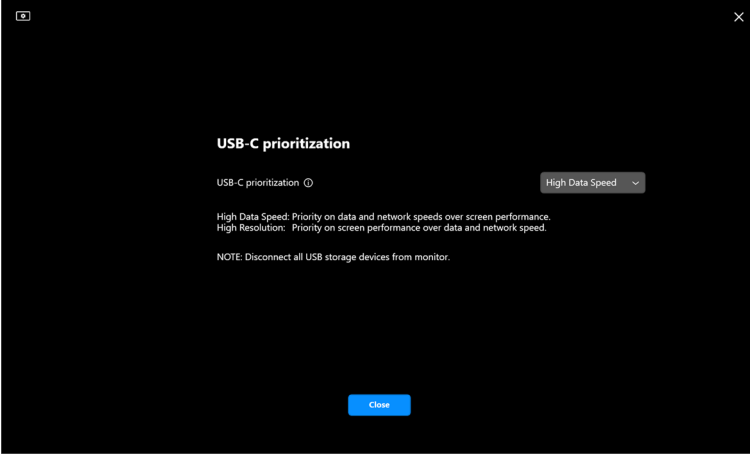 USB-C prioritization
USB-C prioritization
High Data Speed
High Data Speed: Priority on data and network speeds over screen performance.
High Resolution: Priority on screen performance over data and network speed.
NOTE: Disconnect all USB storage devices from monitor.
Close